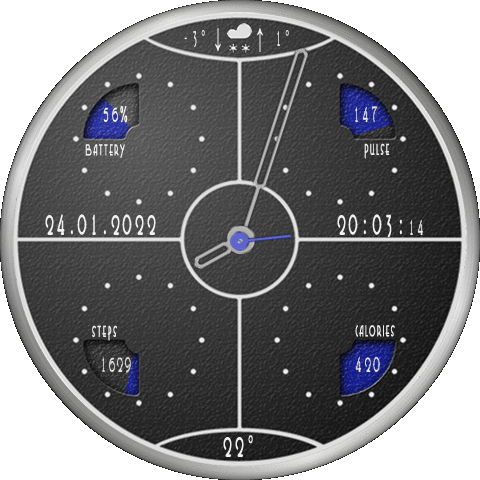 -3° 1°
56% 147
BATTERY PULSE
24.01.2022 20:03:14
STEPS CALORIES
1629 420
22°